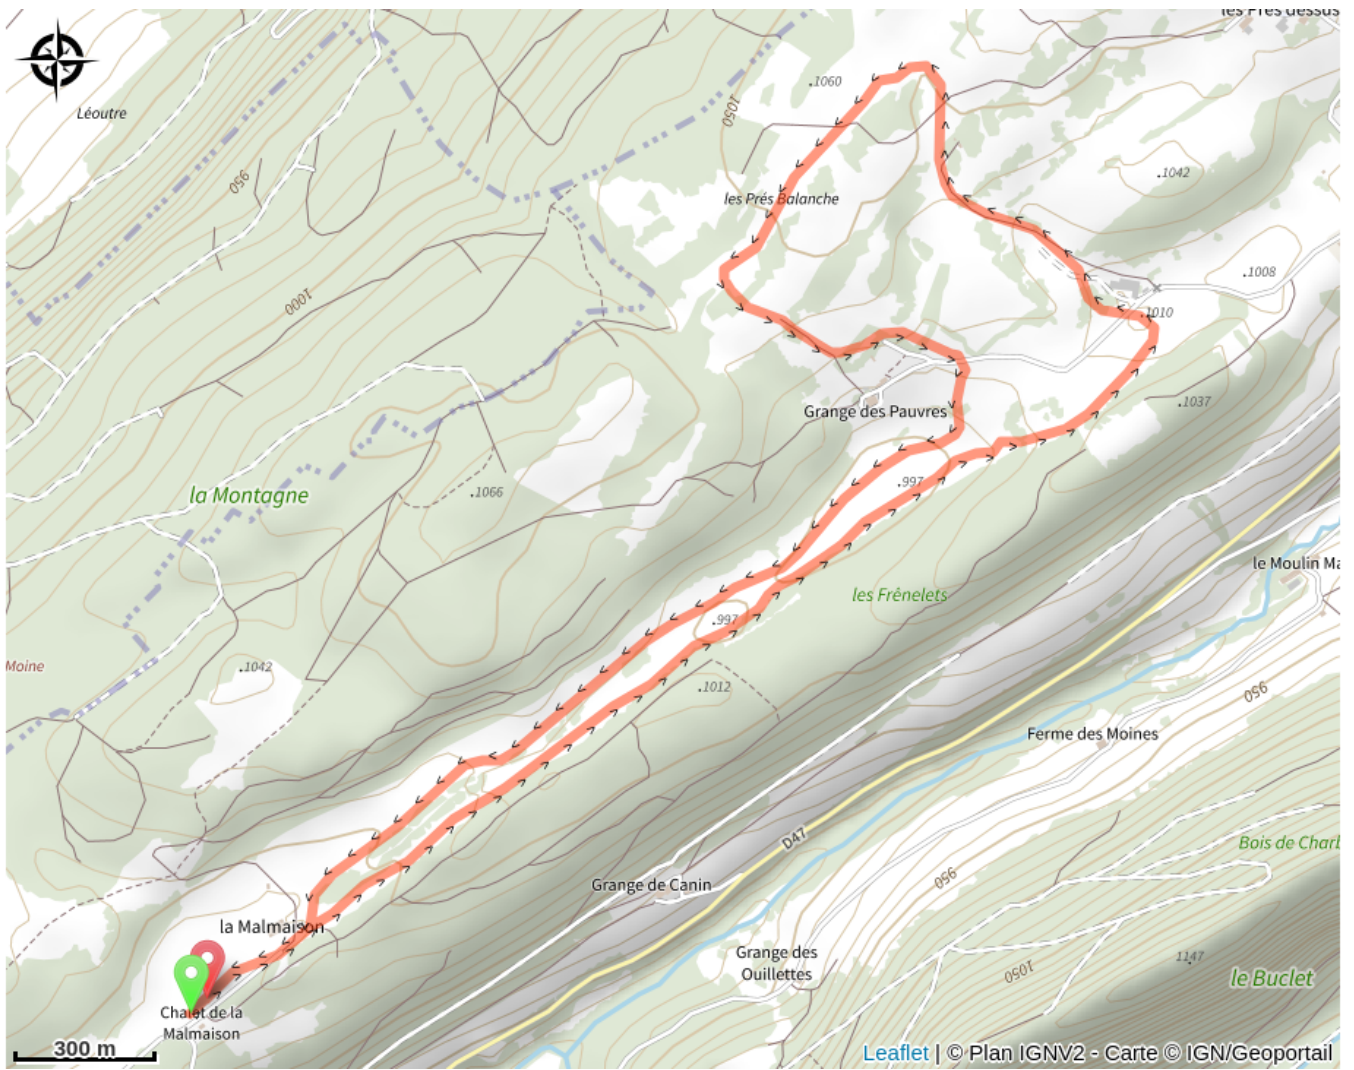 les Prés dessus
.1060
1050
Léoutre
950
.1042
les Prés Balanche
.1008
1000
.1010
.1037
Grange des Pauvres
.997
la Montagne
.1066
le Moulin Ma
les Frênelets
.997
Moine
.1042
.1012
950
Ferme des Moines
D47
Bois de Charb
950
Grange de Canin
la Malmaison
Grange des
Ouillettes
1147
1050
le Buclet
Chalet de la
Malmaison
300 m
Leaflet | © Plan IGNV2 - Carte © IGN/Geoportail